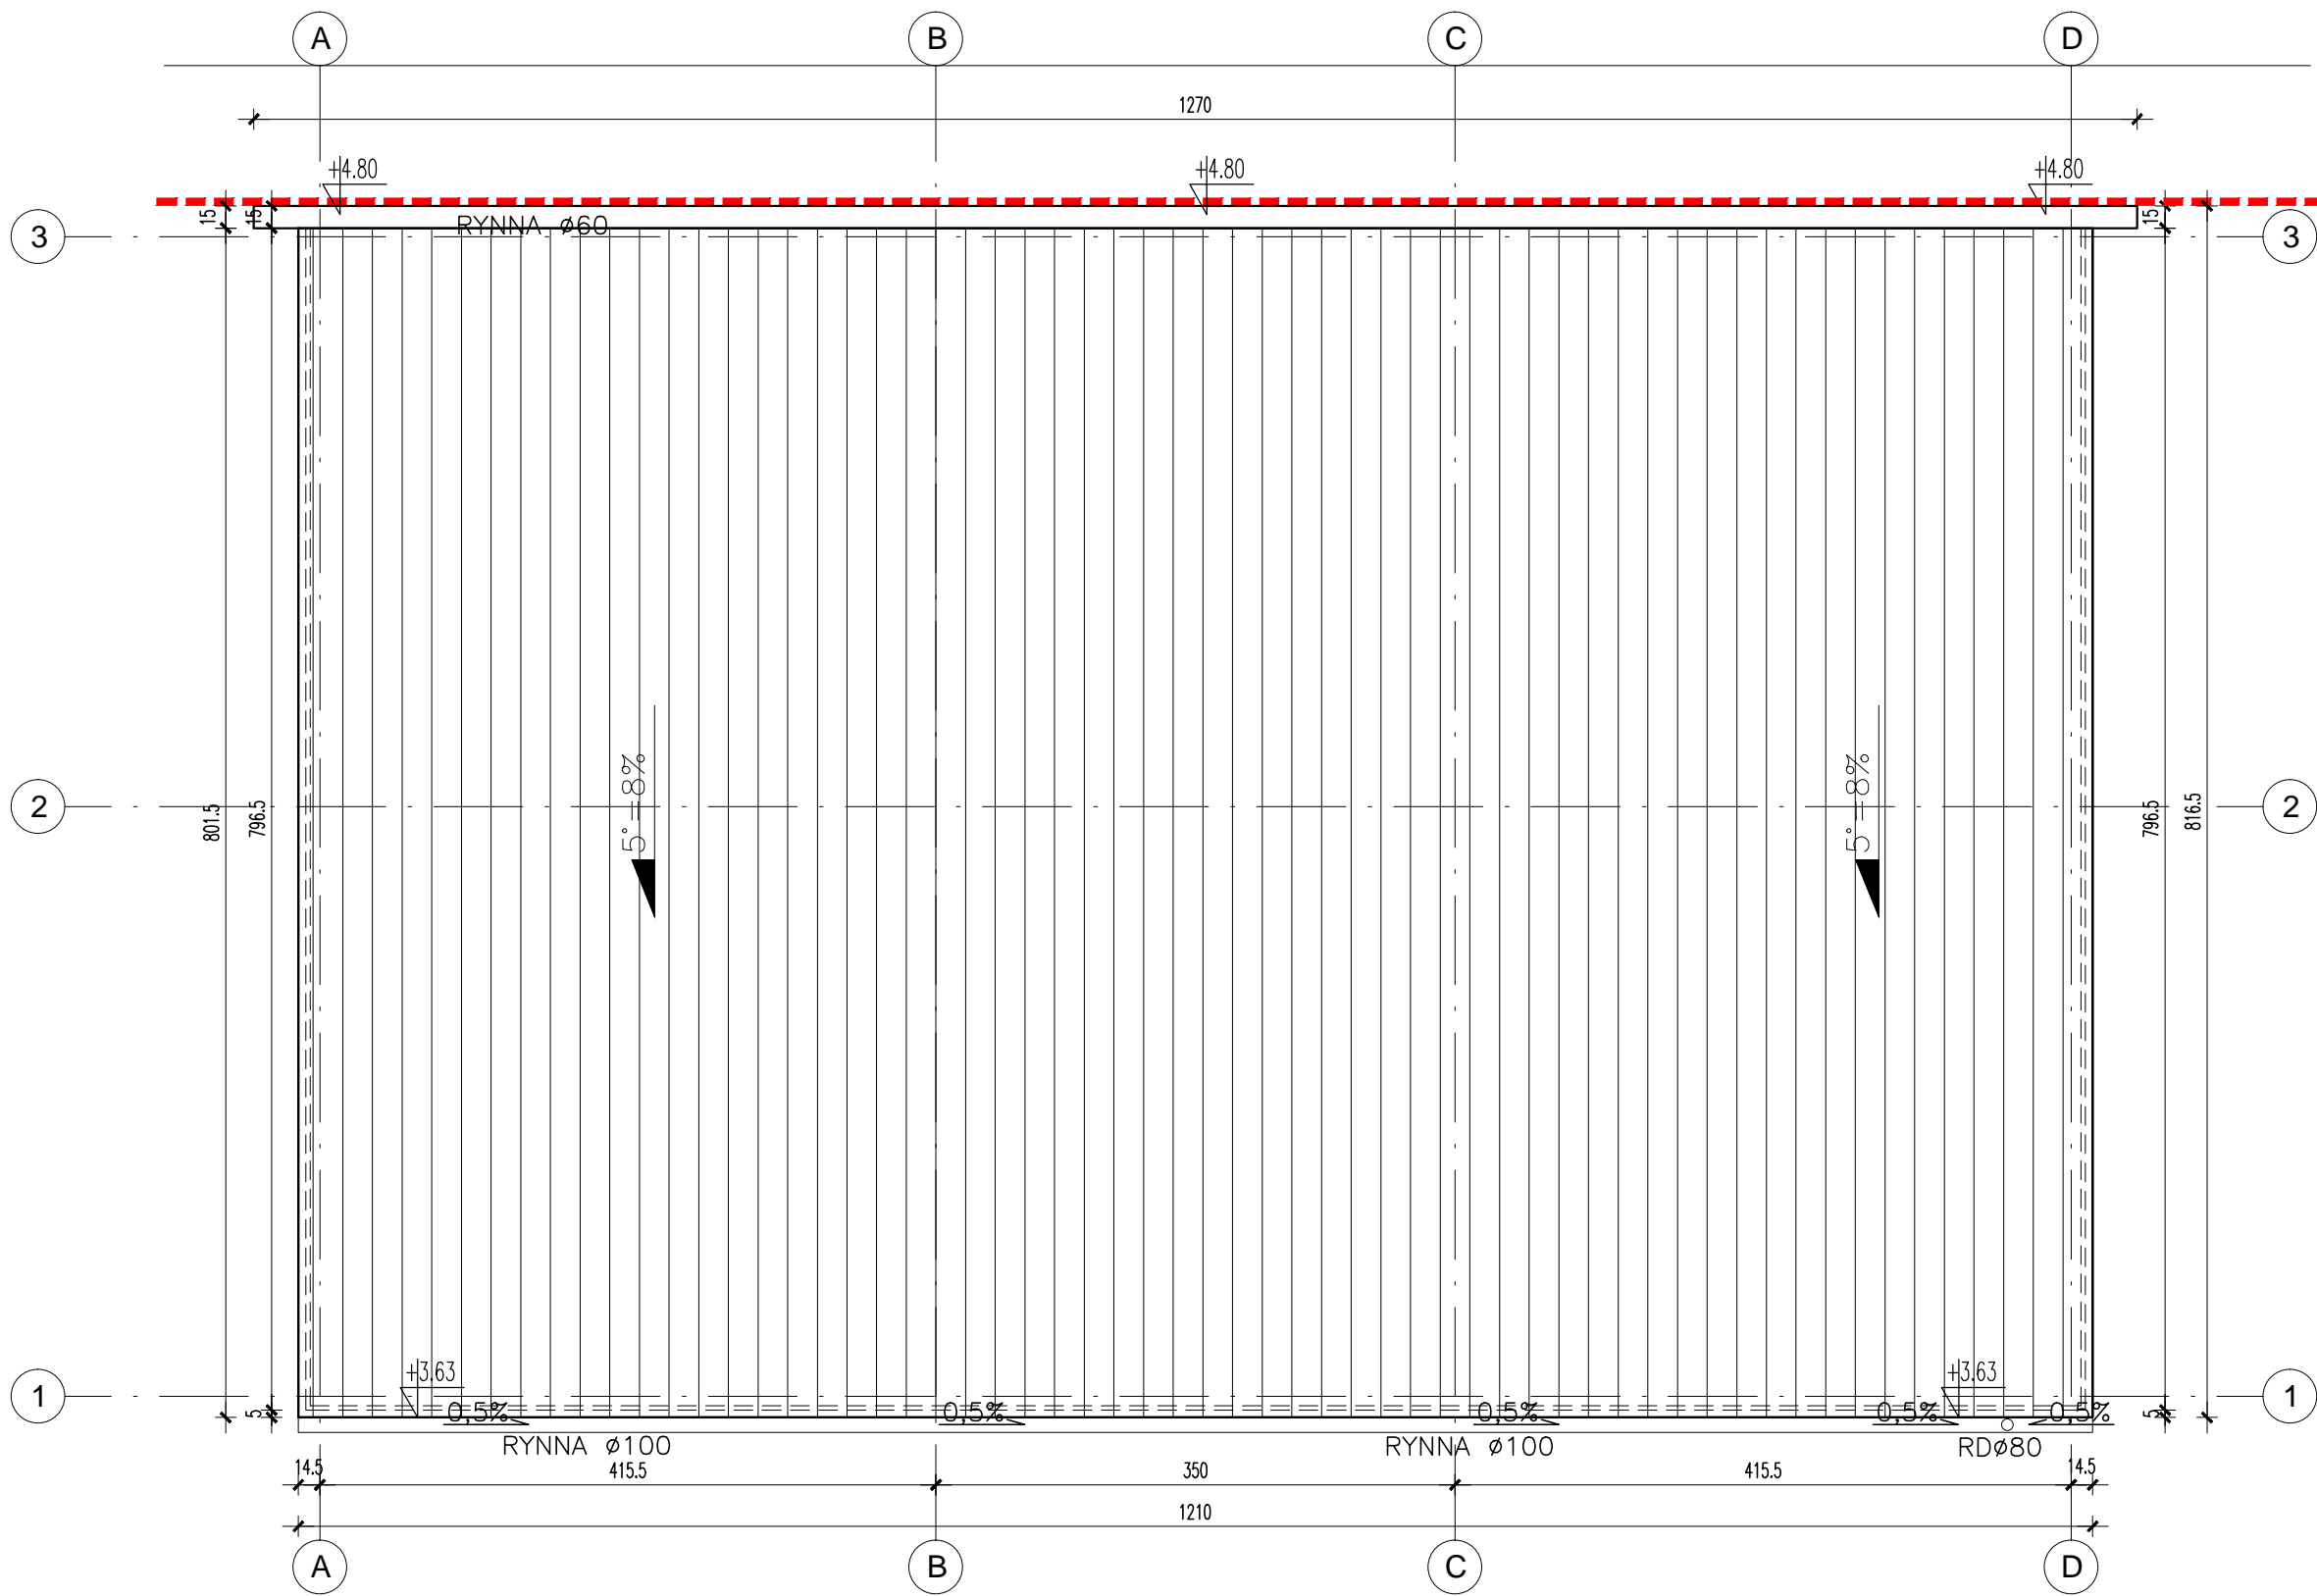 A B C D
1270
+4.80 +4.80 +4.80
15 15 15
RYNNA ø60
3 3
5°=8% 5°=8%
2 2
801.5 796.5 796.5 816.5
+3.63 +3.63
1 1
5 0,5% 0,5% 0,5% 0,5% 0,5% 5
RYNNA ø100 RYNNA ø100 RDø80
14.5 415.5 350 415.5 14.5
1210
A B C D